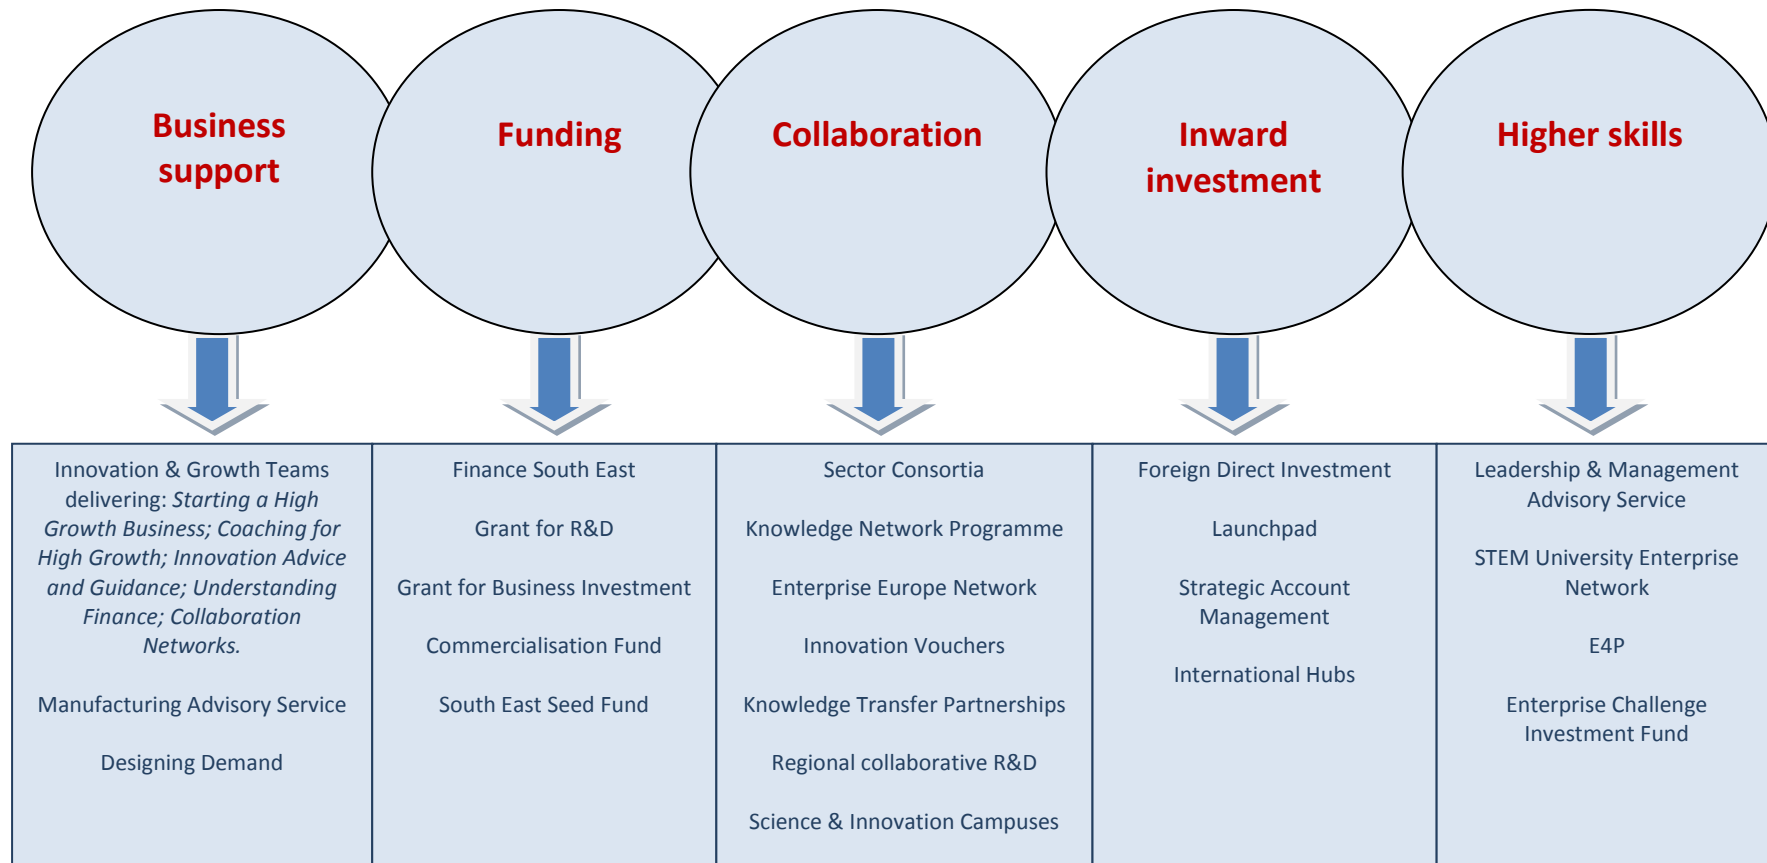 Business
support
Funding
Collaboration
Inward
investment
Higher skills
Innovation & Growth Teams
delivering: Starting a High
Growth Business; Coaching for
High Growth; Innovation Advice
and Guidance; Understanding
Finance; Collaboration
Networks.
Manufacturing Advisory Service
Designing Demand
Finance South East
Grant for R&D
Grant for Business Investment
Commercialisation Fund
South East Seed Fund
Sector Consortia
Knowledge Network Programme
Enterprise Europe Network
Innovation Vouchers
Knowledge Transfer Partnerships
Regional collaborative R&D
Science & Innovation Campuses
Foreign Direct Investment
Launchpad
Strategic Account
Management
International Hubs
Leadership & Management
Advisory Service
STEM University Enterprise
Network
E4P
Enterprise Challenge
Investment Fund